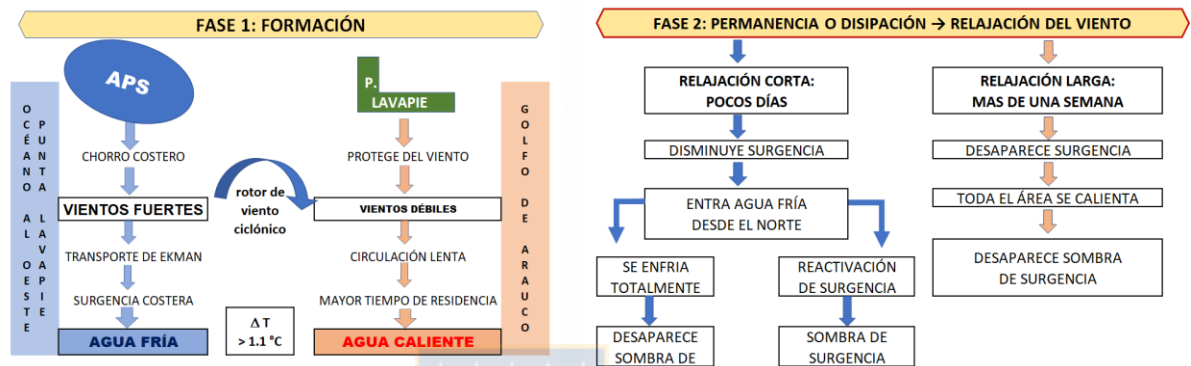 FASE 1: FORMACIÓN
OCÉANO AL OESTE
PUNTA LAVAPIE
APS
CHORRO COSTERO
VIENTOS FUERTES
TRANSPORTE DE EKMAN
SURGENCIA COSTERA
AGUA FRÍA
rotor de
viento
ciclónico
Δ T
> 1.1 °C
P.
LAVAPIE
PROTEGE DEL VIENTO
VIENTOS DÉBILES
CIRCULACIÓN LENTA
MAYOR TIEMPO DE RESIDENCIA
AGUA CALIENTE
GOLFO DE ARAUCO
FASE 2: PERMANENCIA O DISIPACIÓN → RELAJACIÓN DEL VIENTO
RELAJACIÓN CORTA:
POCOS DÍAS
DISMINUYE SURGENCIA
ENTRA AGUA FRÍA
DESDE EL NORTE
SE ENFRIA
TOTALMENTE
DESAPARECE
SOMBRA DE
REACTIVACIÓN
DE SURGENCIA
SOMBRA DE
SURGENCIA
RELAJACIÓN LARGA:
MAS DE UNA SEMANA
DESAPARECE SURGENCIA
TODA EL ÁREA SE CALIENTA
DESAPARECE SOMBRA
DE SURGENCIA